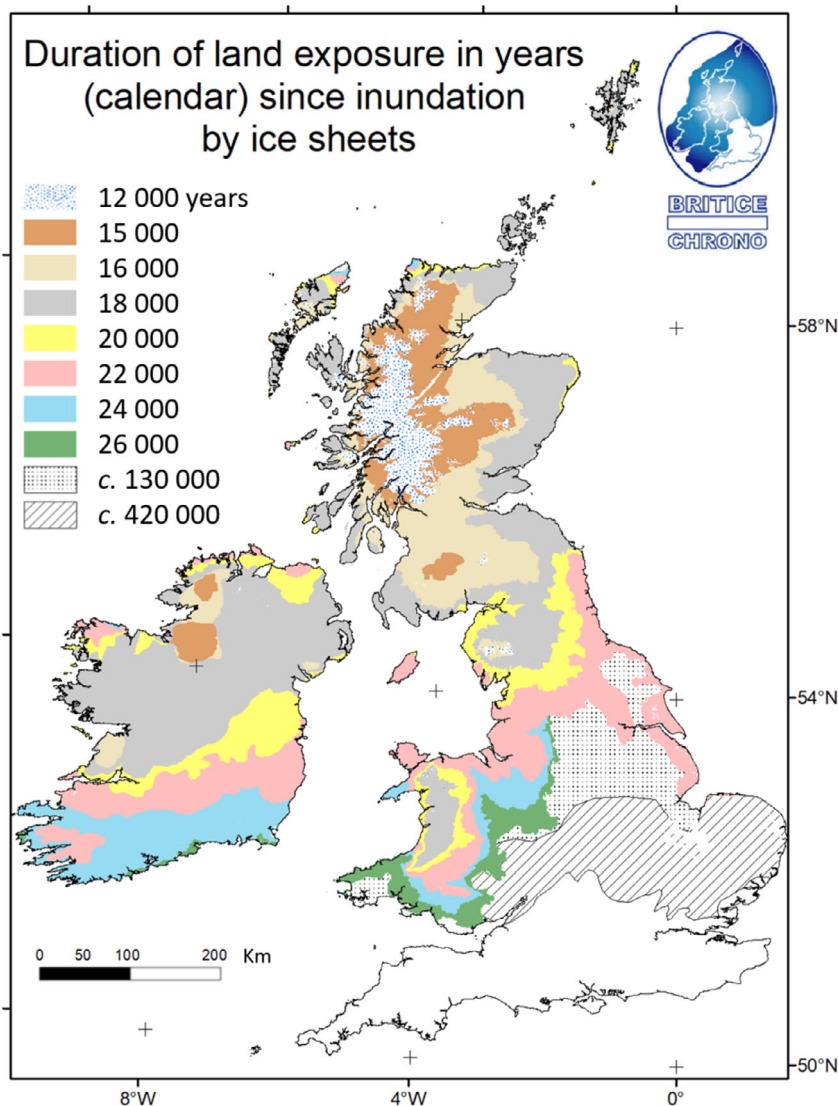 Duration of land exposure in years
(calendar) since inundation
by ice sheets
BRITICE
CHRONO
12 000 years
15 000
16 000
18 000
20 000
22 000
24 000
26 000
c. 130 000
c. 420 000
58°N
54°N
0 50 100 200 Km
50°N
8°W 4°W 0°